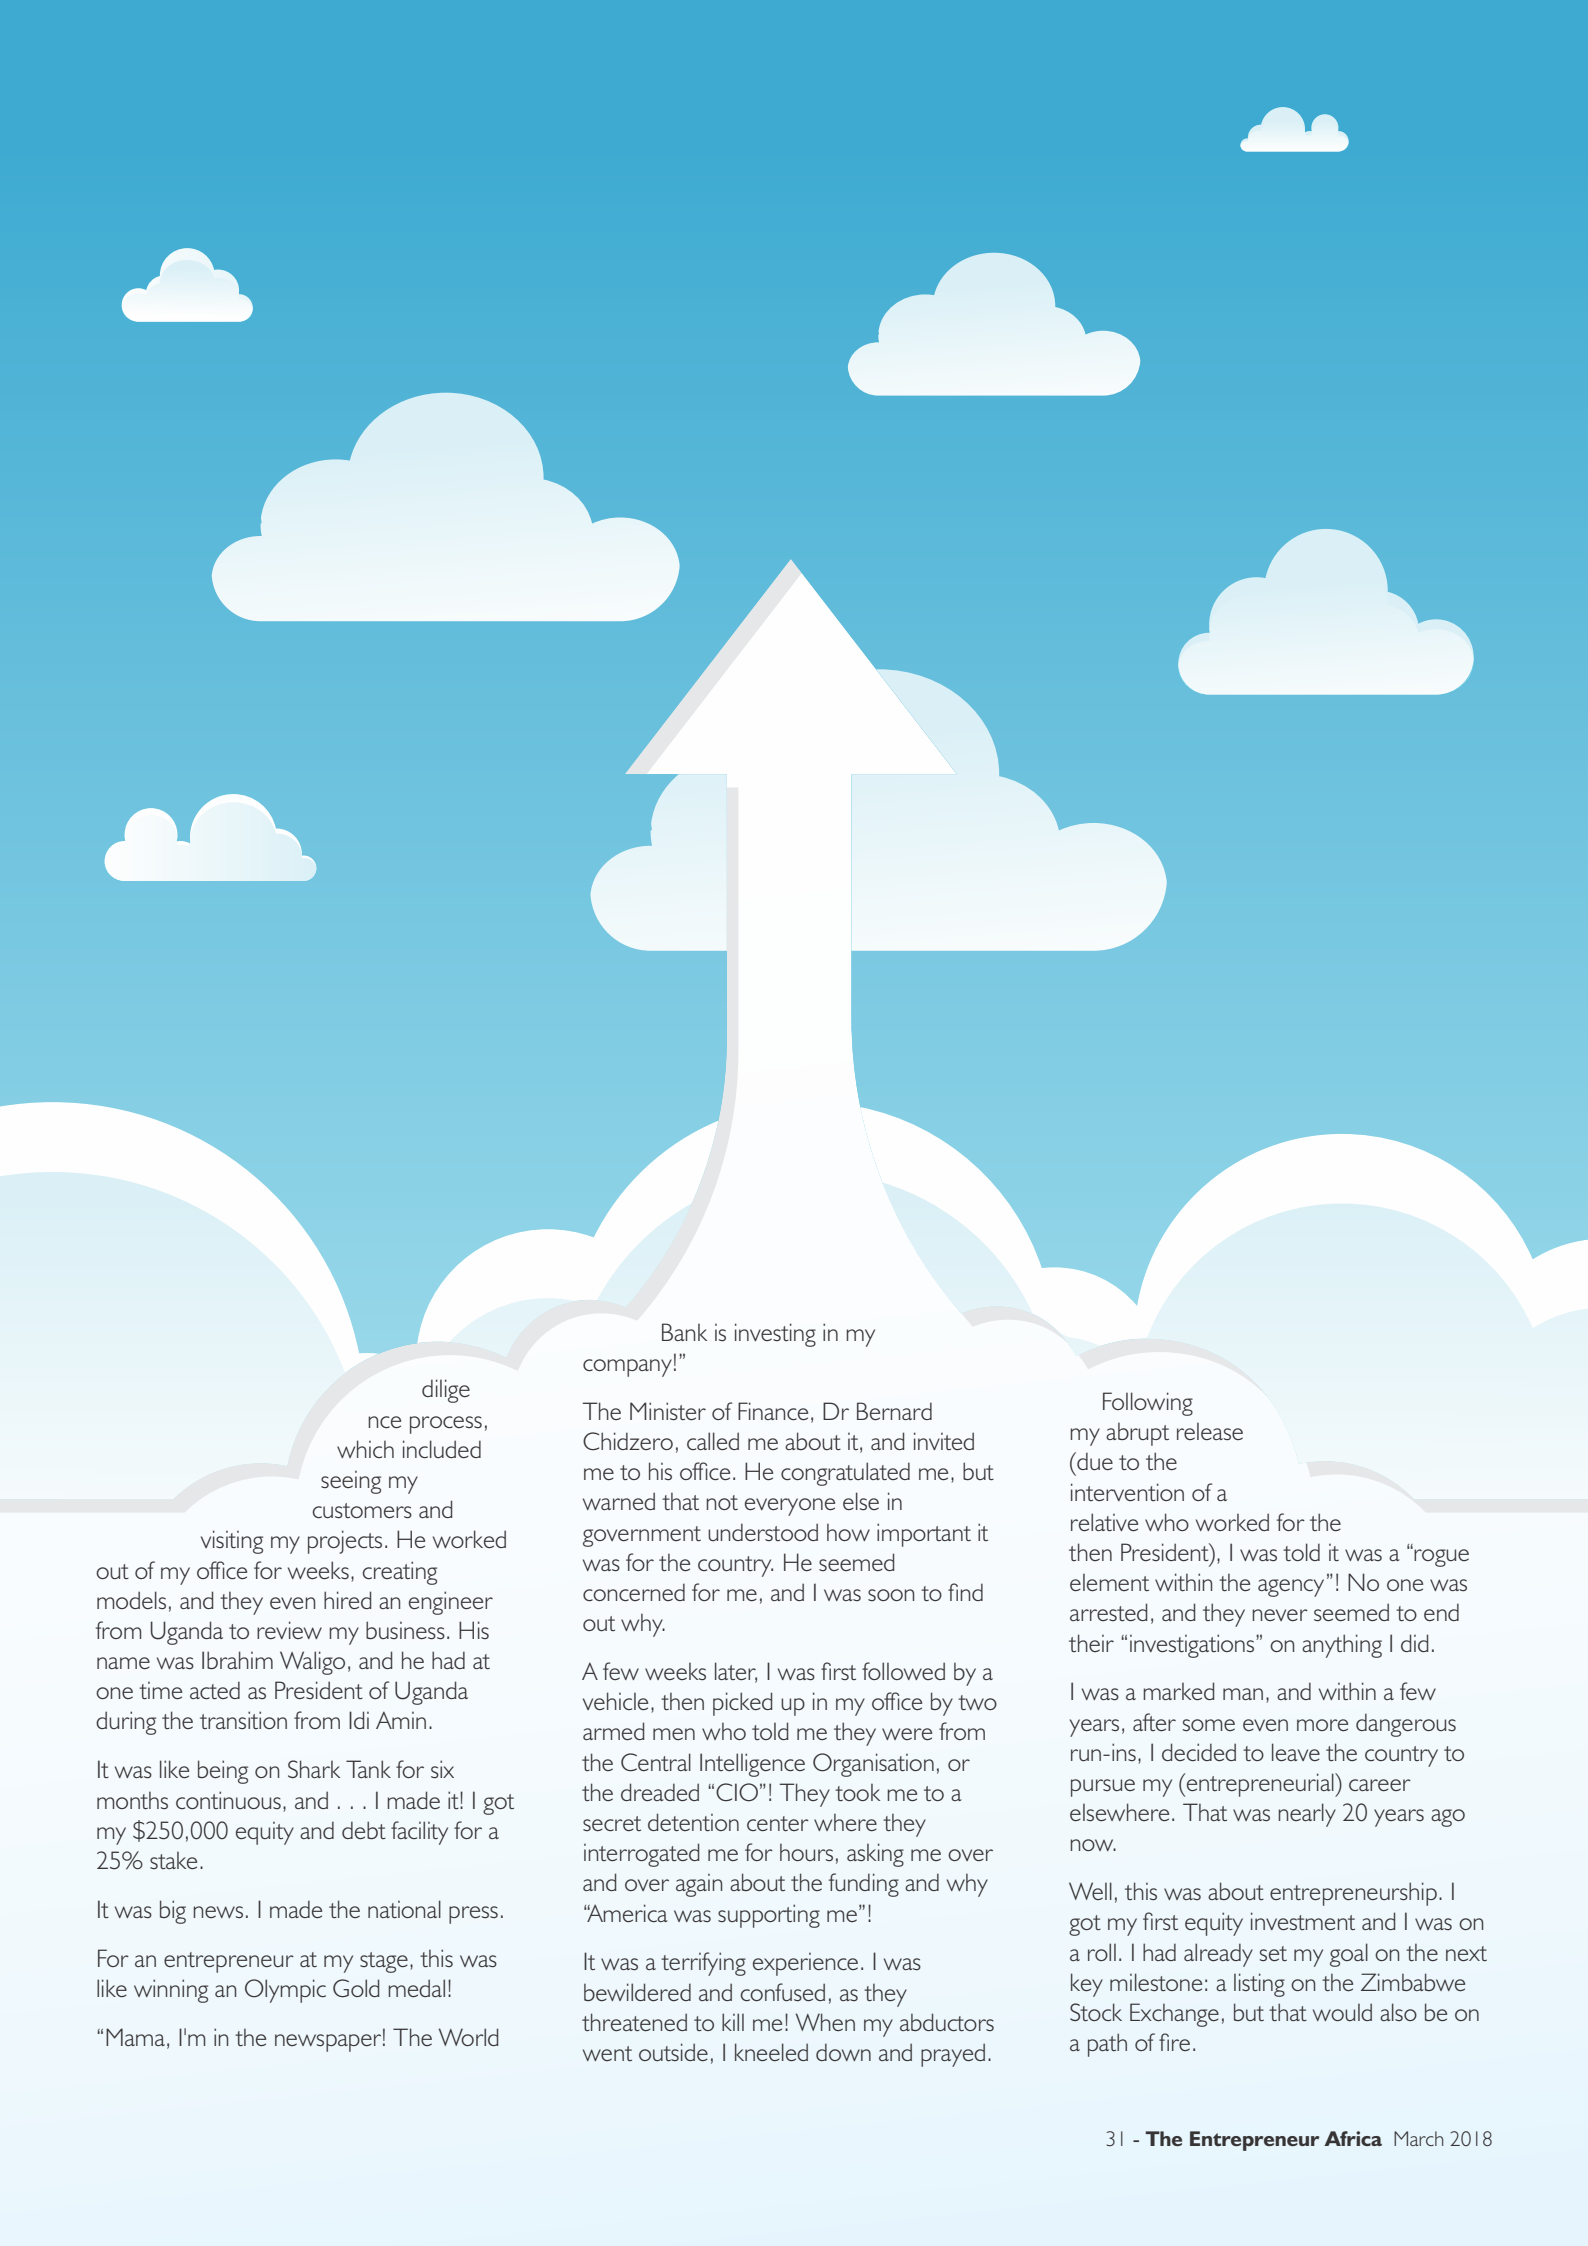 dilige
nce process,
which included
seeing my
customers and
visiting my projects. He worked
out of my office for weeks, creating
models, and they even hired an engineer
from Uganda to review my business. His
name was Ibrahim Waligo, and he had at
one time acted as President of Uganda
during the transition from Idi Amin.
It was like being on Shark Tank for six
months continuous, and . . . I made it! I got
my $250,000 equity and debt facility for a
25% stake.
It was big news. I made the national press.
For an entrepreneur at my stage, this was
like winning an Olympic Gold medal!
“Mama, I'm in the newspaper! The World
Bank is investing in my
company!”
The Minister of Finance, Dr Bernard
Chidzero, called me about it, and invited
me to his office. He congratulated me, but
warned that not everyone else in
government understood how important it
was for the country. He seemed
concerned for me, and I was soon to find
out why.
A few weeks later, I was first followed by a
vehicle, then picked up in my office by two
armed men who told me they were from
the Central Intelligence Organisation, or
the dreaded “CIO”! They took me to a
secret detention center where they
interrogated me for hours, asking me over
and over again about the funding and why
“America was supporting me”!
It was a terrifying experience. I was
bewildered and confused, as they
threatened to kill me! When my abductors
went outside, I kneeled down and prayed.
Following
my abrupt release
(due to the
intervention of a
relative who worked for the
then President), I was told it was a “rogue
element within the agency”! No one was
arrested, and they never seemed to end
their “investigations” on anything I did.
I was a marked man, and within a few
years, after some even more dangerous
run-ins, I decided to leave the country to
pursue my (entrepreneurial) career
elsewhere. That was nearly 20 years ago
now.
Well, this was about entrepreneurship. I
got my first equity investment and I was on
a roll. I had already set my goal on the next
key milestone: a listing on the Zimbabwe
Stock Exchange, but that would also be on
a path of fire.
31 - The Entrepreneur Africa March 2018